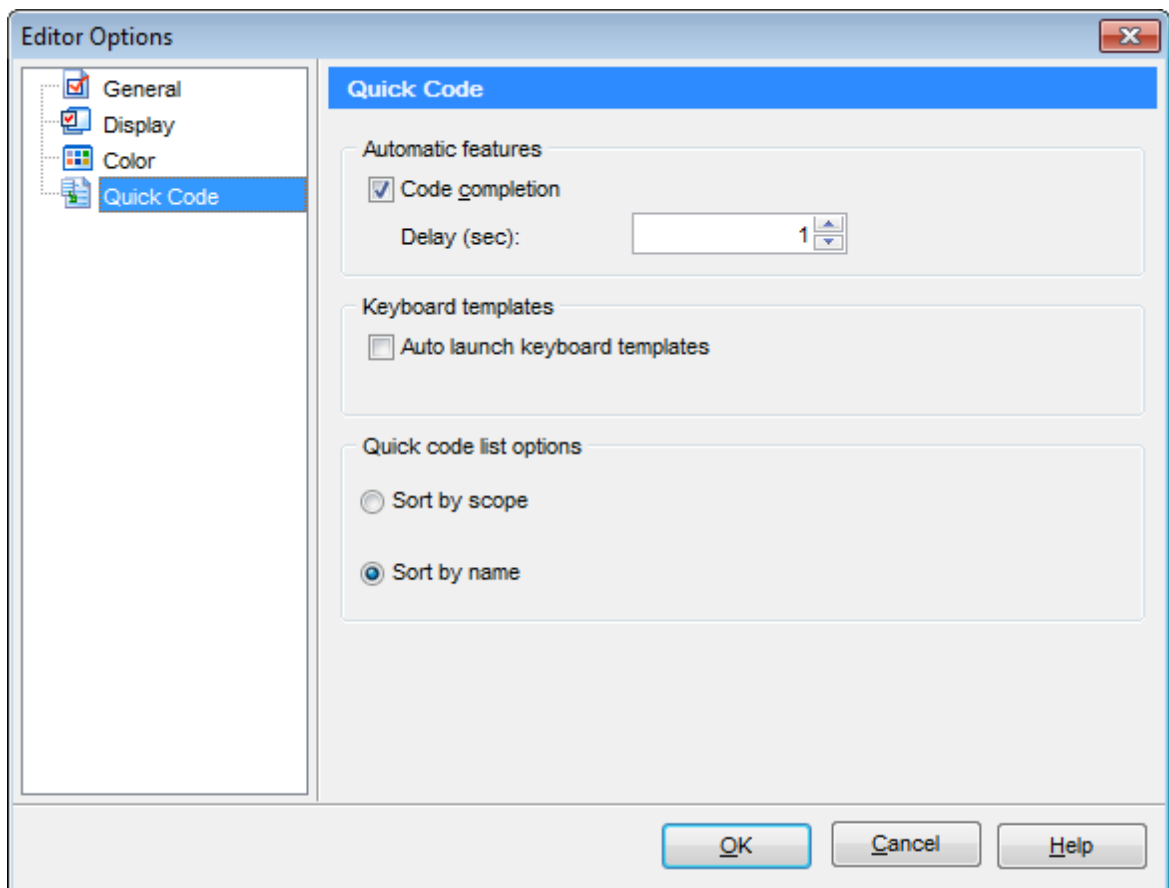 Editor Options
General
Display
Color
Quick Code
Quick Code
Automatic features
Code completion
Delay (sec):
1
Keyboard templates
Auto launch keyboard templates
Quick code list options
Sort by scope
Sort by name
OK
Cancel
Help